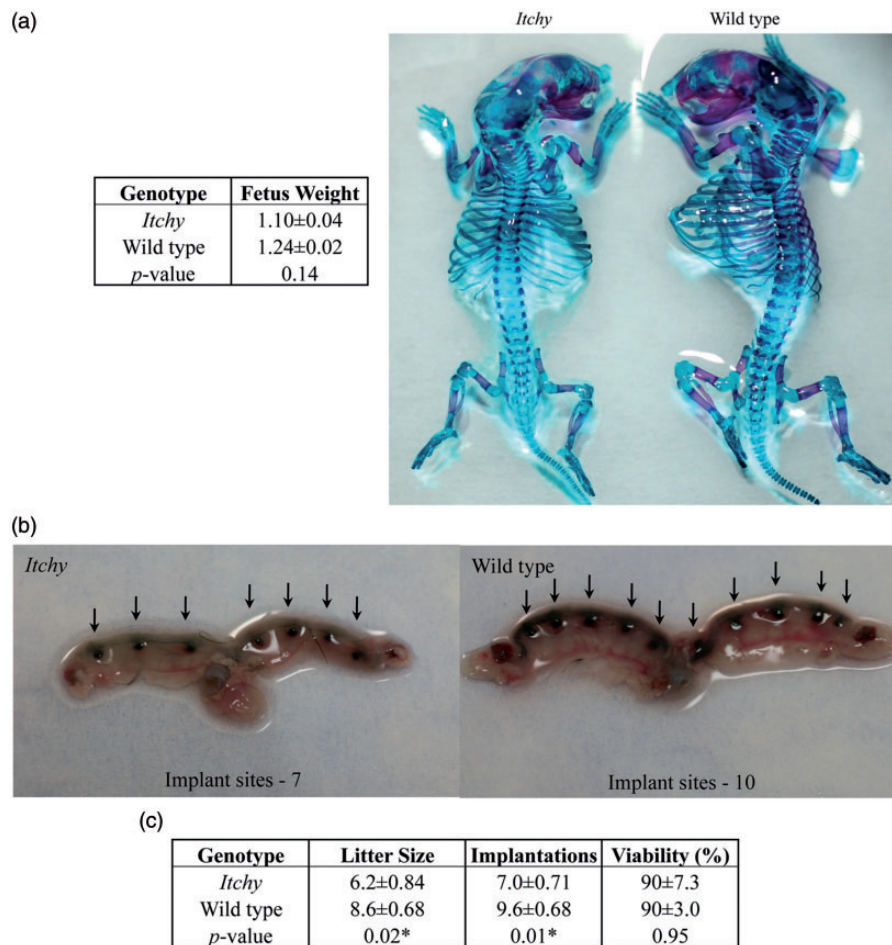 (a)
Itchy Wild type
Genotype Fetus Weight
Itchy 1.10±0.04
Wild type 1.24±0.02
p-value 0.14
(b)
Itchy
Wild type
Implant sites - 7
Implant sites - 10
(c)
Genotype Litter Size Implantations Viability (%)
Itchy 6.2±0.84 7.0±0.71 90±7.3
Wild type 8.6±0.68 9.6±0.68 90±3.0
p-value 0.02* 0.01* 0.95